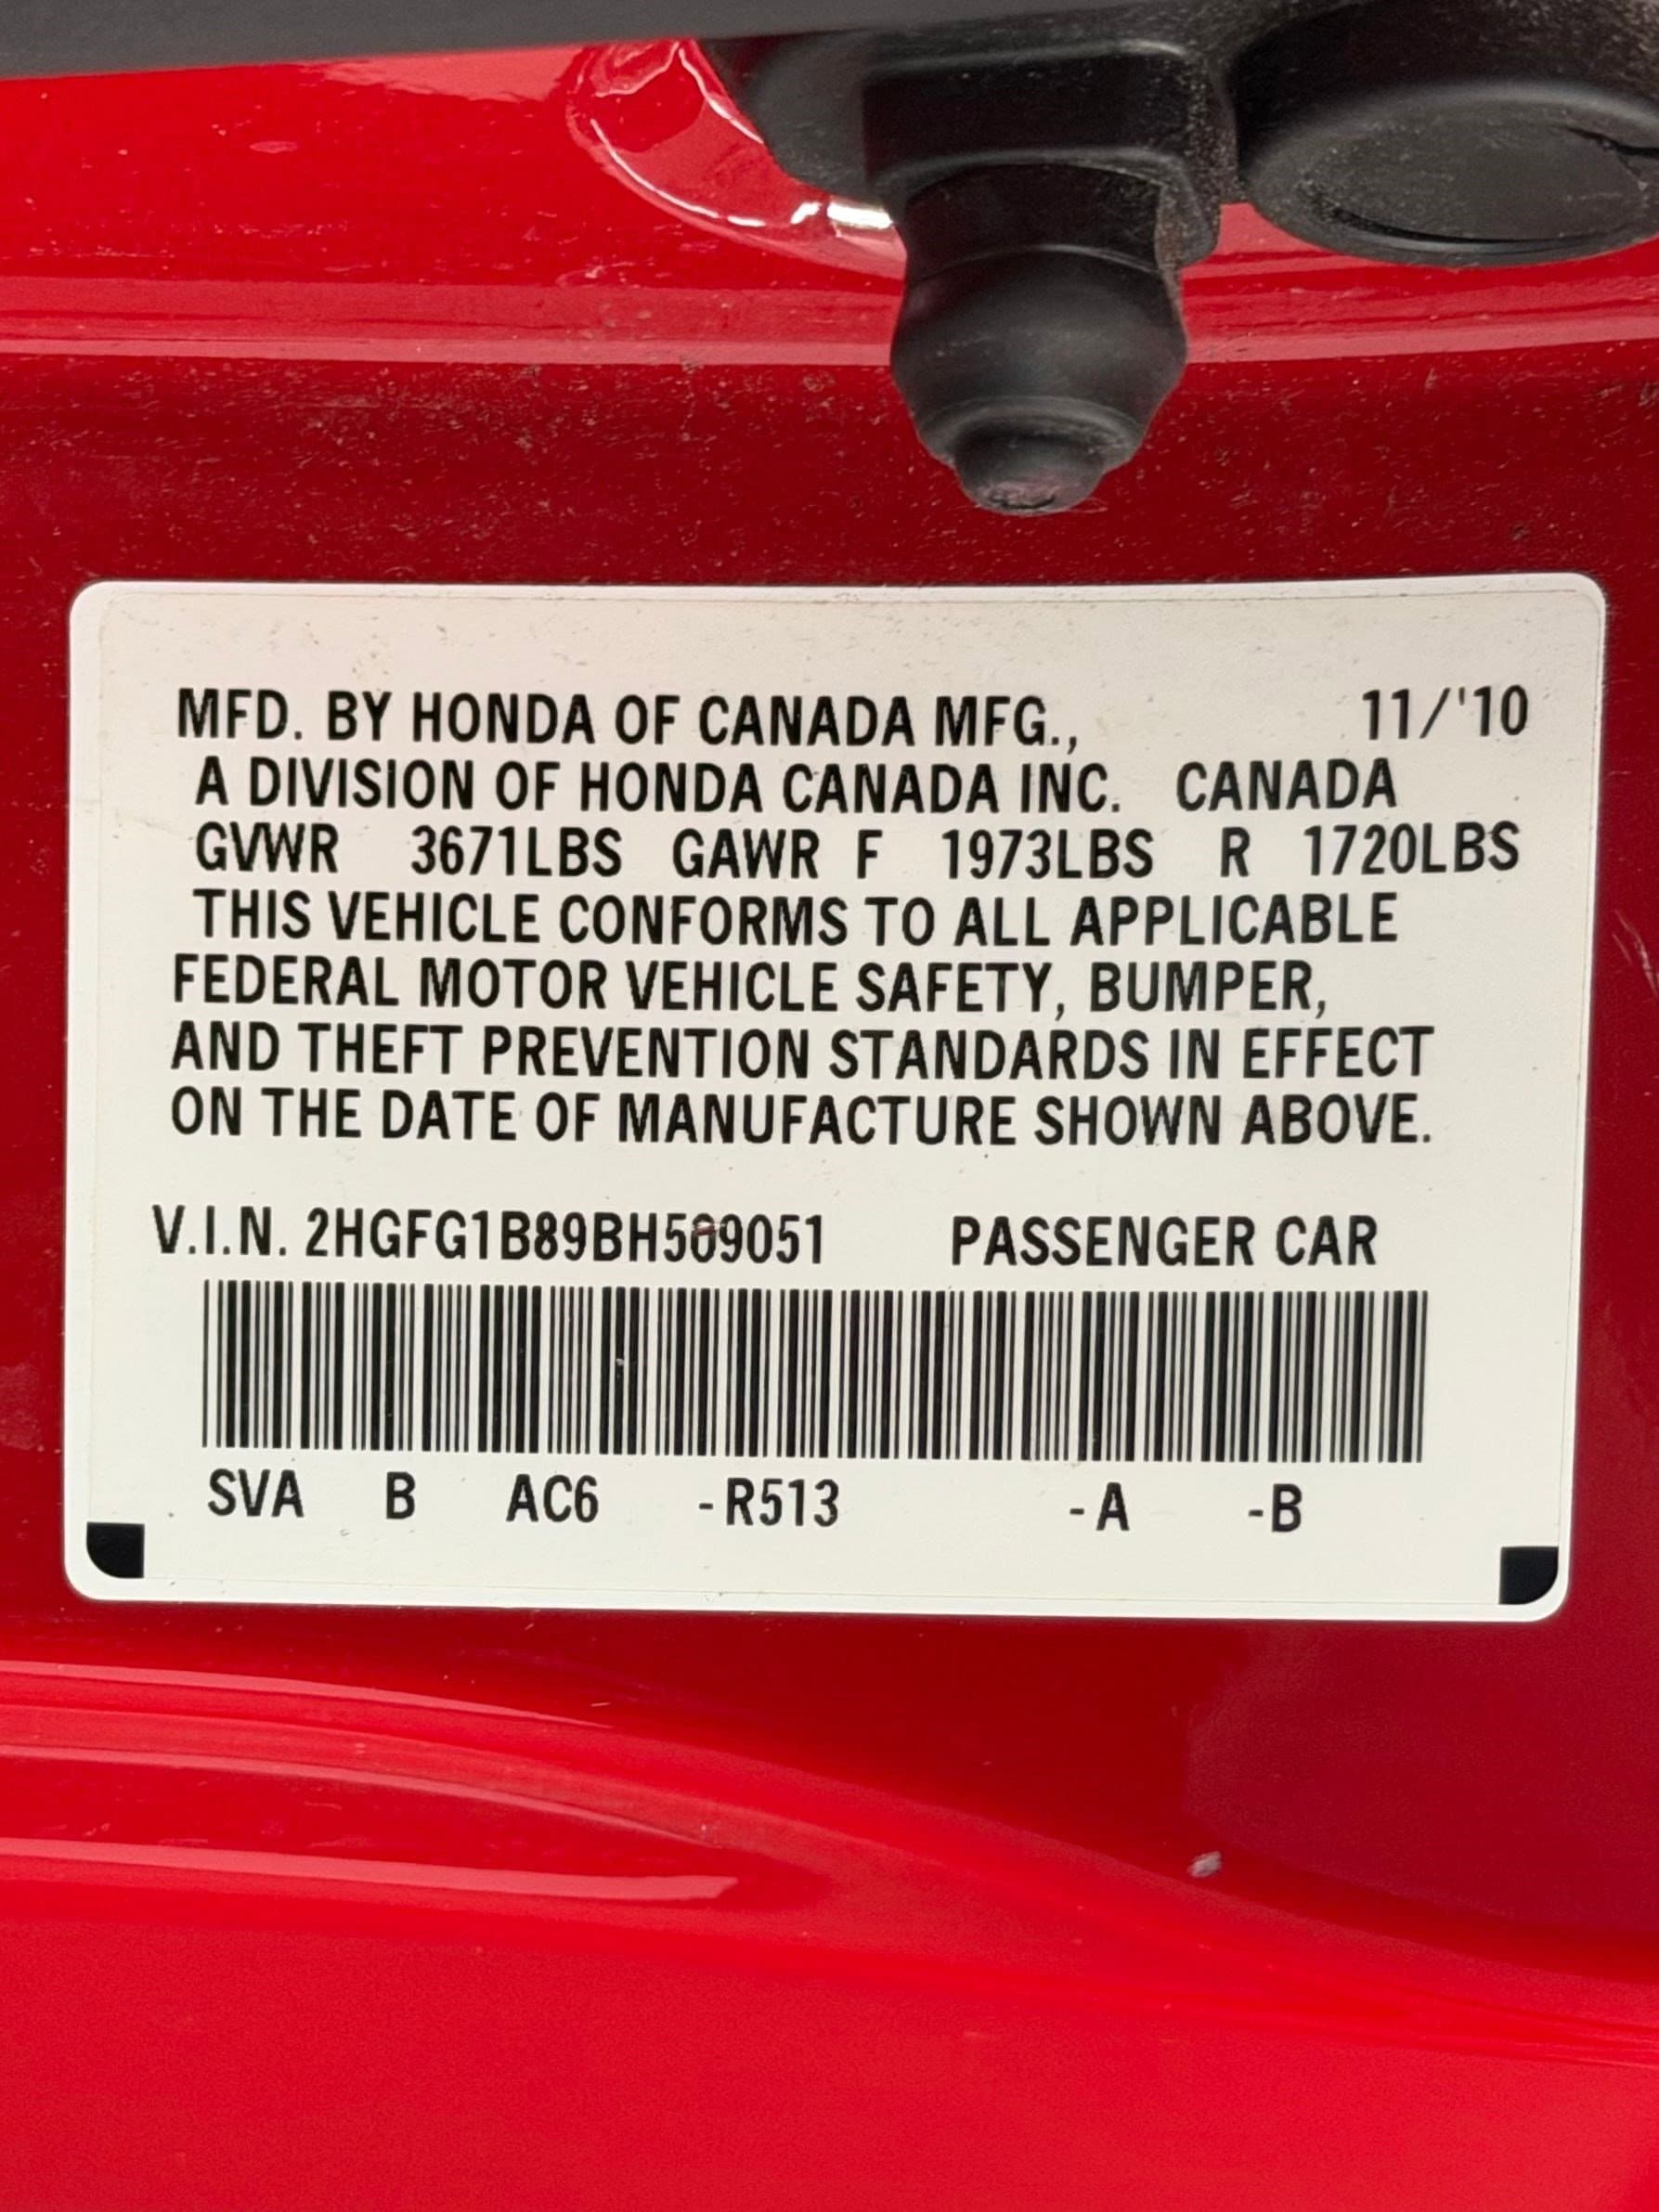 MFD. BY HONDA OF CANADA MFG., 11/'10
A DIVISION OF HONDA CANADA INC. CANADA
GVWR 3671LBS GAWR F 1973LBS R 1720LBS
THIS VEHICLE CONFORMS TO ALL APPLICABLE
FEDERAL MOTOR VEHICLE SAFETY, BUMPER,
AND THEFT PREVENTION STANDARDS IN EFFECT
ON THE DATE OF MANUFACTURE SHOWN ABOVE.
V.I.N. 2HGFG1B89BH509051 PASSENGER CAR
SVA B AC6 -R513 -A -B